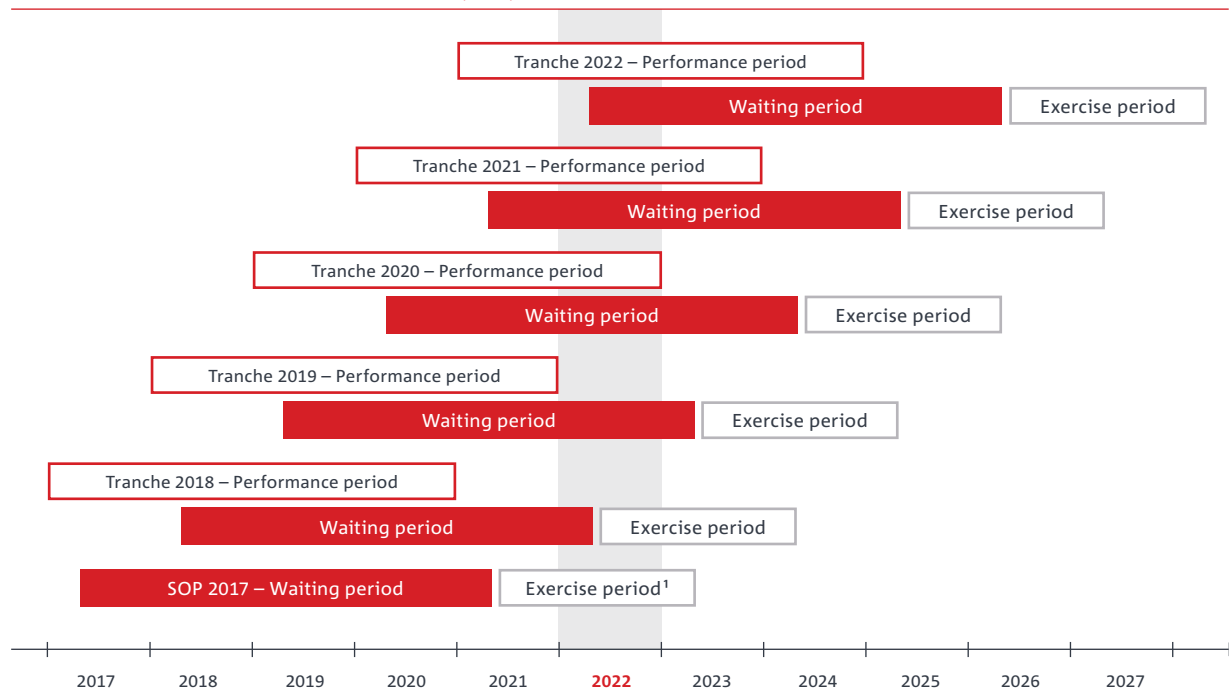 Tranche 2022 – Performance period
Waiting period
Exercise period
Tranche 2021 – Performance period
Waiting period
Exercise period
Tranche 2020 – Performance period
Waiting period
Exercise period
Tranche 2019 – Performance period
Waiting period
Exercise period
Tranche 2018 – Performance period
Waiting period
Exercise period
SOP 2017 – Waiting period
Exercise period¹
2017 2018 2019 2020 2021 2022 2023 2024 2025 2026 2027